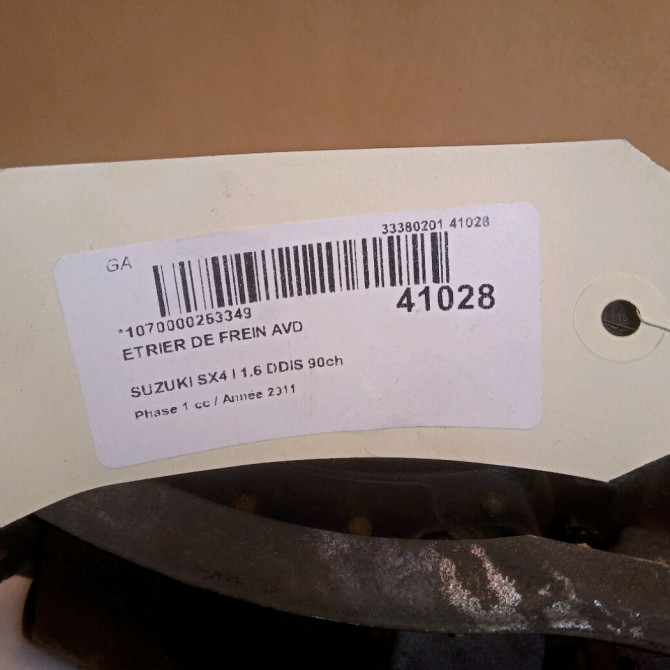 GA
33380201 41028
*1070000253349
41028
ETRIER DE FREIN AVD
SUZUKI SX4 I 1.6 DDIS 90ch
Phase 1 cc / Année 2011